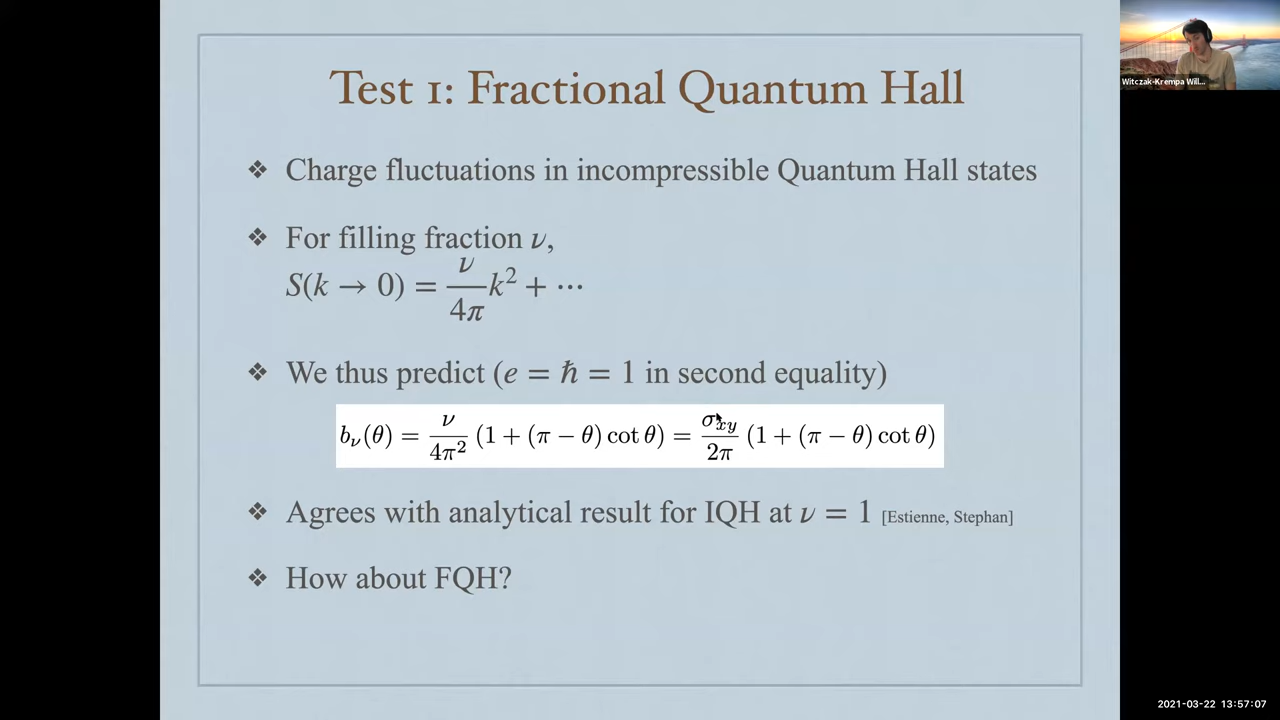 Witczak-Krempa Will...
Test 1: Fractional Quantum Hall
❖ Charge fluctuations in incompressible Quantum Hall states
❖ For filling fraction ν,
S(k → 0) = ν/4π k² + ⋯
❖ We thus predict (e = ℏ = 1 in second equality)
b_ν(θ) = ν/4π² (1 + (π − θ) cot θ) = σ_xy/2π (1 + (π − θ) cot θ)
❖ Agrees with analytical result for IQH at ν = 1 [Estienne, Stephan]
❖ How about FQH?
2021-03-22 13:57:07